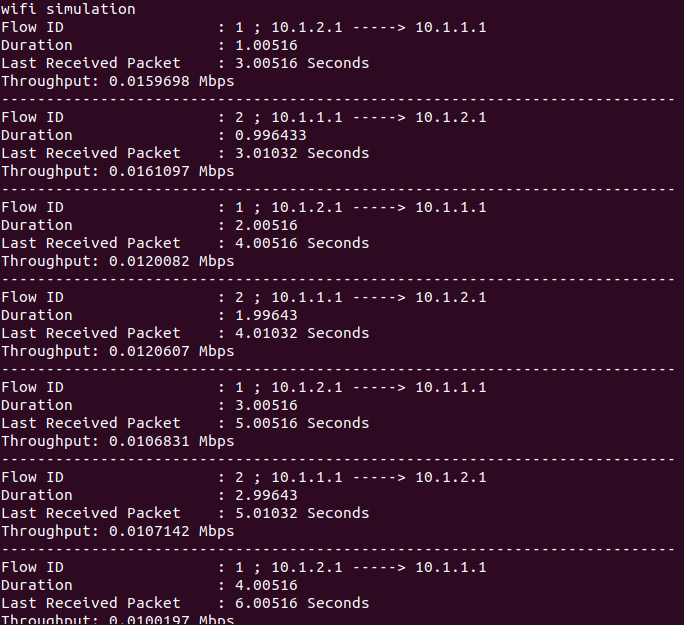 wifi simulation
Flow ID : 1 ; 10.1.2.1 -----> 10.1.1.1
Duration : 1.00516
Last Received Packet : 3.00516 Seconds
Throughput: 0.0159698 Mbps
---------------------------------------------------------------------------
Flow ID : 2 ; 10.1.1.1 -----> 10.1.2.1
Duration : 0.996433
Last Received Packet : 3.01032 Seconds
Throughput: 0.0161097 Mbps
---------------------------------------------------------------------------
Flow ID : 1 ; 10.1.2.1 -----> 10.1.1.1
Duration : 2.00516
Last Received Packet : 4.00516 Seconds
Throughput: 0.0120082 Mbps
---------------------------------------------------------------------------
Flow ID : 2 ; 10.1.1.1 -----> 10.1.2.1
Duration : 1.99643
Last Received Packet : 4.01032 Seconds
Throughput: 0.0120607 Mbps
---------------------------------------------------------------------------
Flow ID : 1 ; 10.1.2.1 -----> 10.1.1.1
Duration : 3.00516
Last Received Packet : 5.00516 Seconds
Throughput: 0.0106831 Mbps
---------------------------------------------------------------------------
Flow ID : 2 ; 10.1.1.1 -----> 10.1.2.1
Duration : 2.99643
Last Received Packet : 5.01032 Seconds
Throughput: 0.0107142 Mbps
---------------------------------------------------------------------------
Flow ID : 1 ; 10.1.2.1 -----> 10.1.1.1
Duration : 4.00516
Last Received Packet : 6.00516 Seconds
Throughput: 0.0100197 Mbps